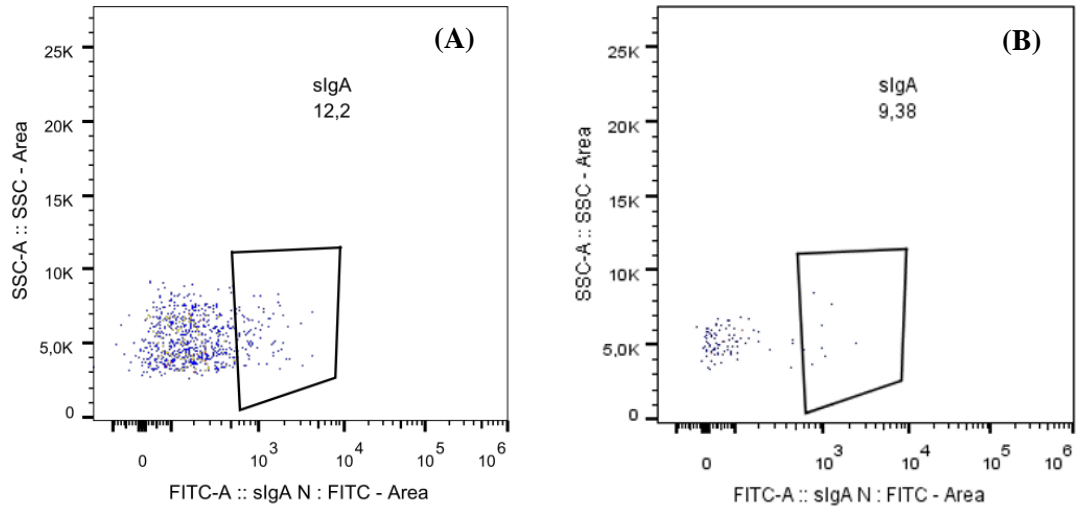 (A)
sIgA
12,2
25K
20K
15K
10K
5,0K
0
SSC-A :: SSC - Area
0 10^3 10^4 10^5 10^6
FITC-A :: sIgA N : FITC - Area
(B)
sIgA
9,38
25K
20K
15K
10K
5,0K
0
SSC-A :: SSC - Area
0 10^3 10^4 10^5 10^6
FITC-A :: sIgA N : FITC - Area